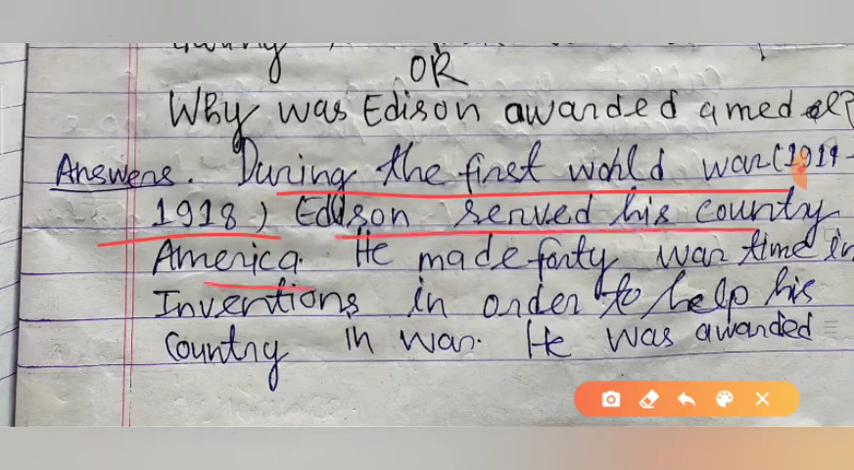 OR
Why was Edison awarded a medal?
Answers. During the first world war (1914-
1918) Edison served his country
America. He made forty war time in
Inventions in order to help his
Country in war. He was awarded